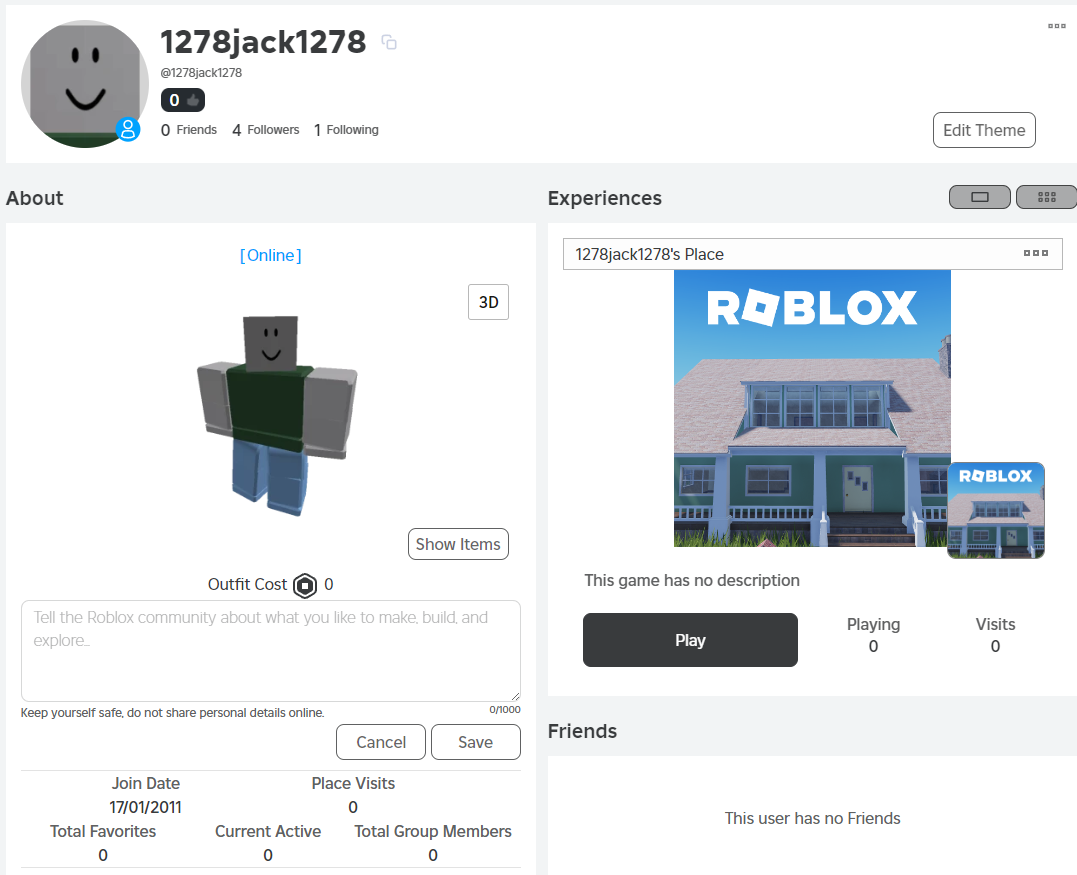 1278jack1278
@1278jack1278
0
0 Friends 4 Followers 1 Following
Edit Theme
About
[Online]
3D
Show Items
Outfit Cost 0
Tell the Roblox community about what you like to make, build, and
explore...
Keep yourself safe, do not share personal details online.
0/1000
Cancel Save
Join Date Place Visits
17/01/2011 0
Total Favorites Current Active Total Group Members
0 0 0
Experiences
1278jack1278's Place
ROBLOX
ROBLOX
This game has no description
Play
Playing Visits
0 0
Friends
This user has no Friends